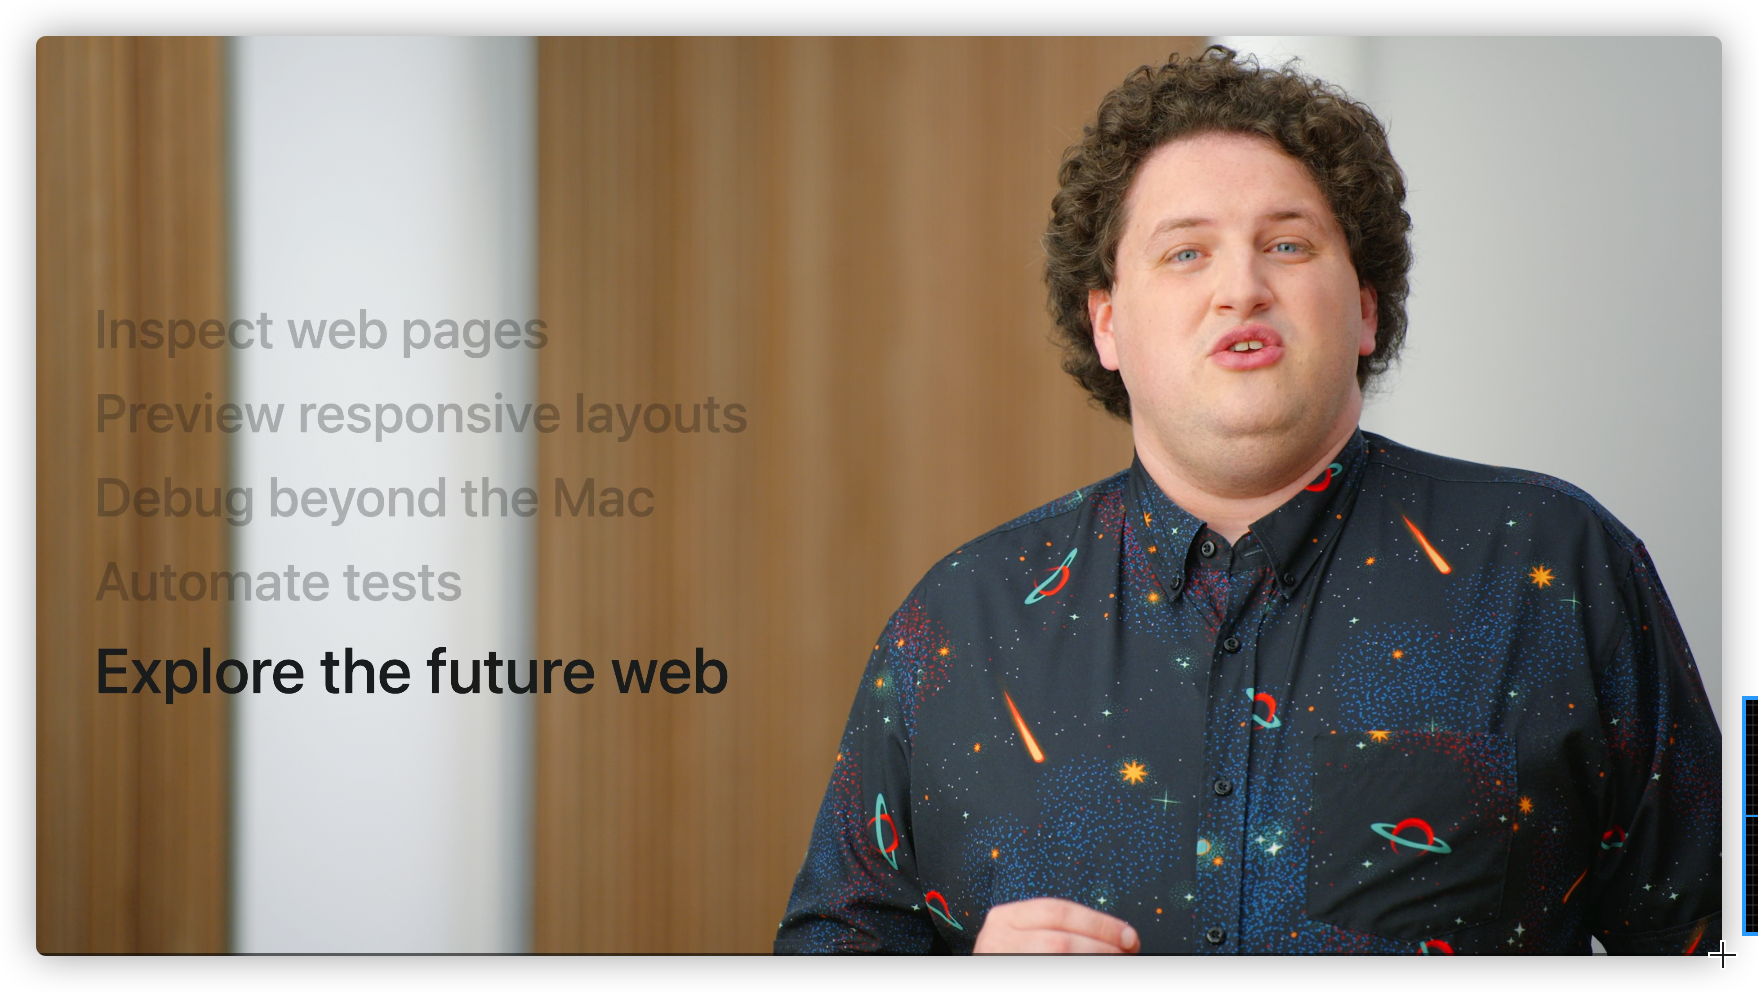 Inspect web pages
Preview responsive layouts
Debug beyond the Mac
Automate tests
Explore the future web